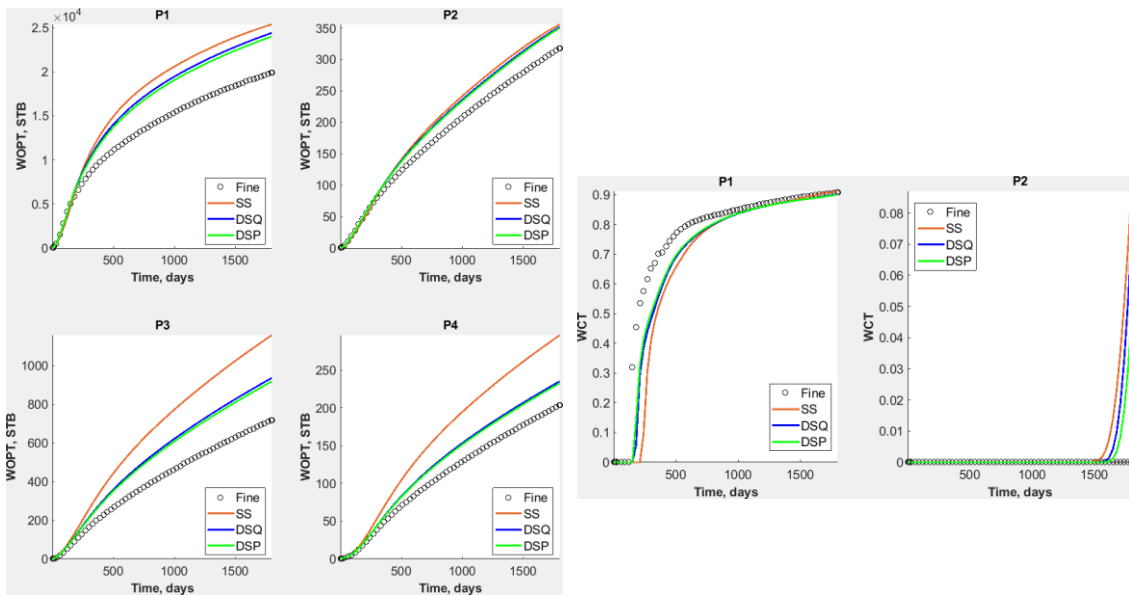 P1
×10⁴
2.5
2
1.5
1
0.5
0
WOPT, STB
500
1000
1500
Time, days
Fine
SS
DSQ
DSP
P2
350
300
250
200
150
100
50
0
WOPT, STB
500
1000
1500
Time, days
Fine
SS
DSQ
DSP
P3
1000
800
600
400
200
0
WOPT, STB
500
1000
1500
Time, days
Fine
SS
DSQ
DSP
P4
250
200
150
100
50
0
WOPT, STB
500
1000
1500
Time, days
Fine
SS
DSQ
DSP
P1
0.9
0.8
0.7
0.6
0.5
0.4
0.3
0.2
0.1
0
WCT
500
1000
1500
Time, days
Fine
SS
DSQ
DSP
P2
0.08
0.07
0.06
0.05
0.04
0.03
0.02
0.01
0
WCT
500
1000
1500
Time, days
Fine
SS
DSQ
DSP